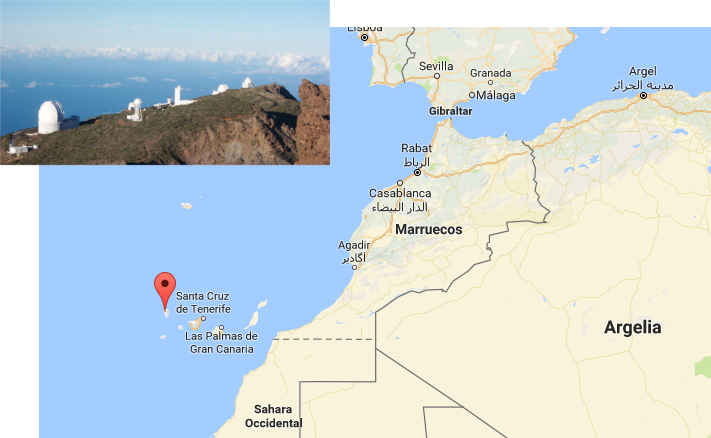 Lisboa
Sevilla
Granada
Málaga
Gibraltar
Argel
مدينة الجزائر
Rabat
الرباط
Casablanca
الدار البيضاء
Marruecos
Agadir
أكادير
Santa Cruz
de Tenerife
Las Palmas de
Gran Canaria
Argelia
Sahara
Occidental